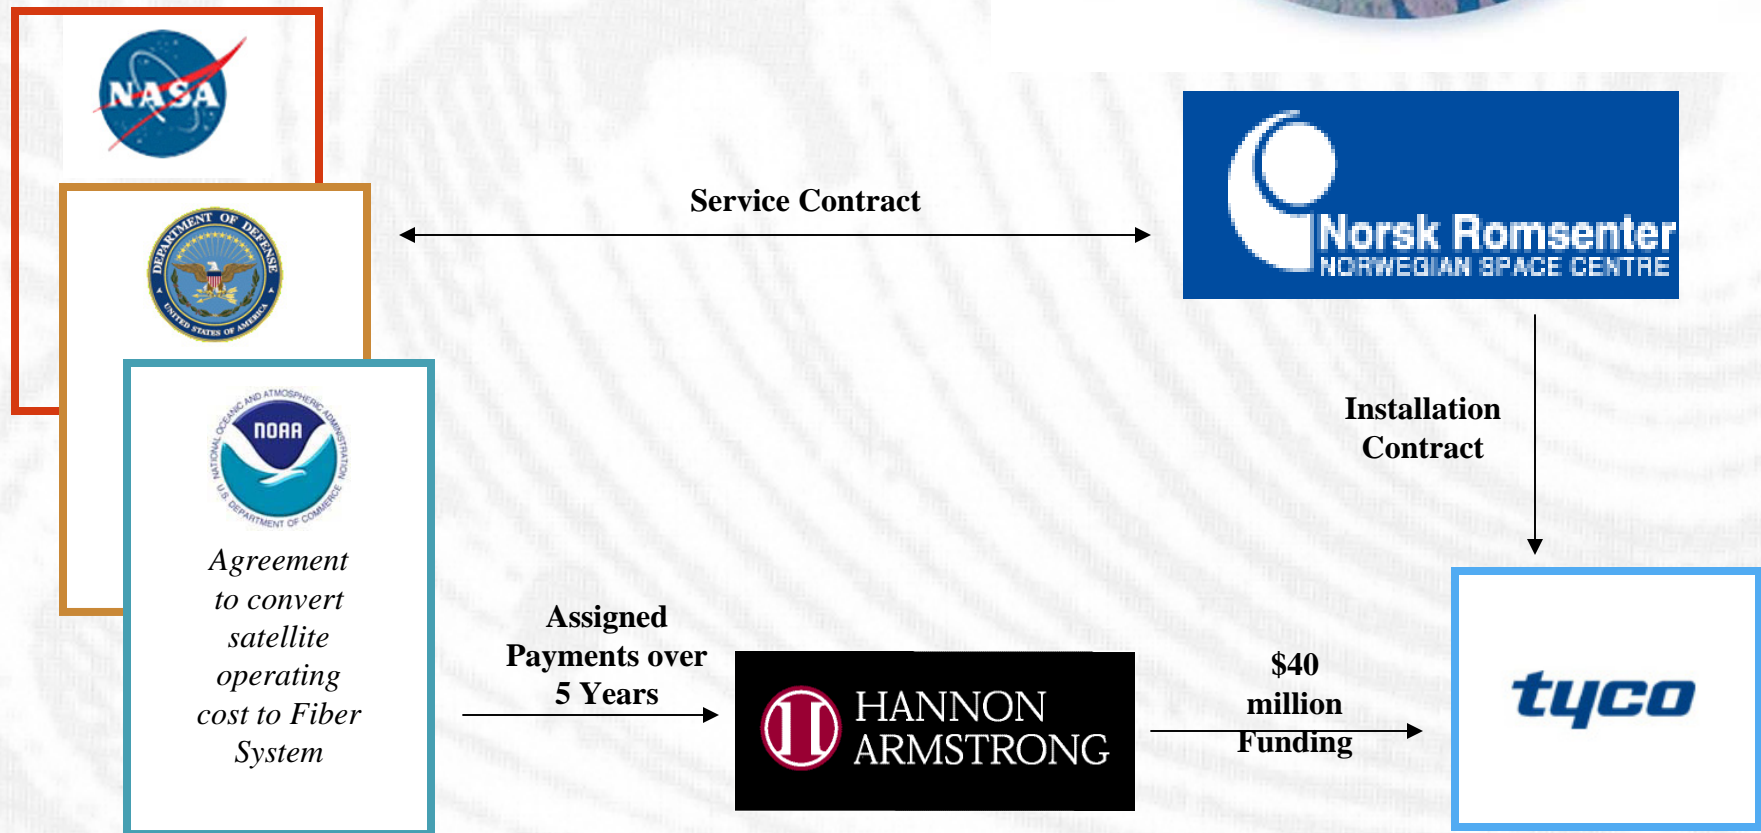 NASA
DEPARTMENT OF DEFENSE
UNITED STATES OF AMERICA
Service Contract
Norsk Romsenter
NORWEGIAN SPACE CENTRE
NATIONAL OCEANIC AND ATMOSPHERIC ADMINISTRATION
NOAA
U.S. DEPARTMENT OF COMMERCE
Agreement
to convert
satellite
operating
cost to Fiber
System
Installation
Contract
Assigned
Payments over
5 Years
HANNON
ARMSTRONG
$40
million
Funding
tyco